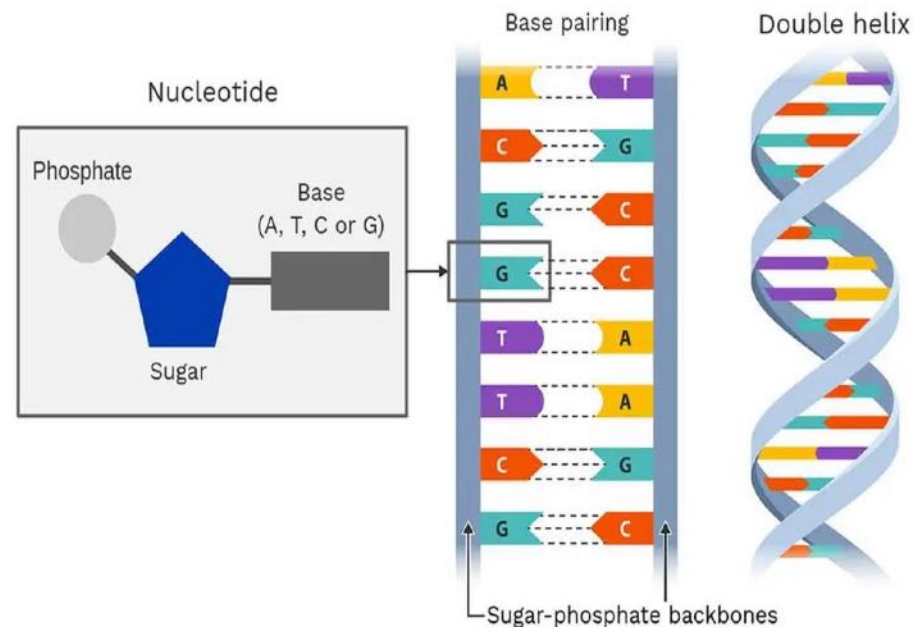 Nucleotide
Phosphate
Base
(A, T, C or G)
Sugar
Base pairing
A T
C G
G C
G C
T A
T A
C G
G C
Sugar-phosphate backbones
Double helix